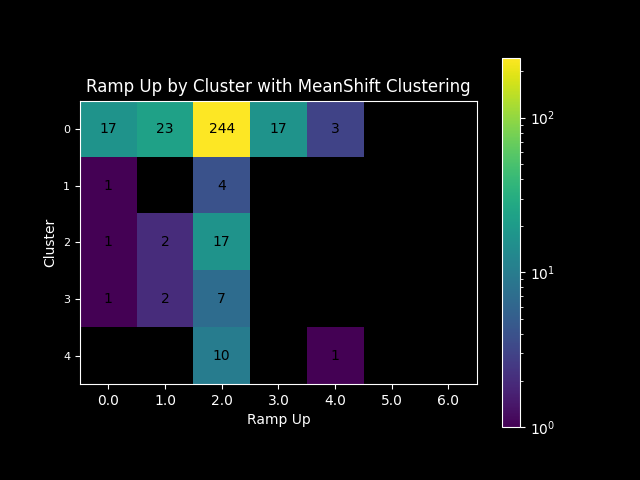 Ramp Up by Cluster with MeanShift Clustering
10²
10¹
10⁰
Cluster
0 17 23 244 17 3
1 1 4
2 1 2 17
3 1 2 7
4 10 1
0.0 1.0 2.0 3.0 4.0 5.0 6.0
Ramp Up